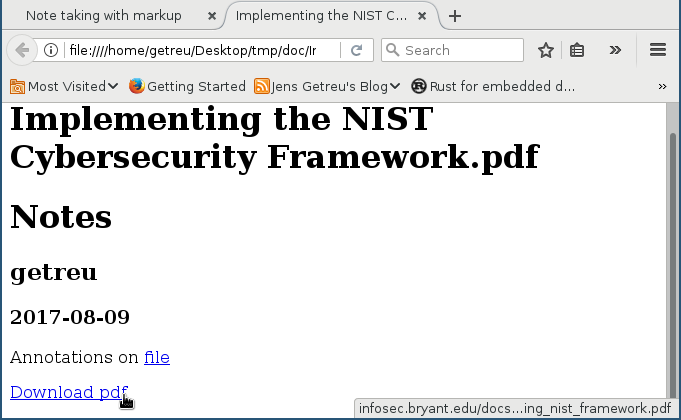 Note taking with markup × Implementing the NIST C... × +
file:////home/getreu/Desktop/tmp/doc/Ir Search
Most Visited Getting Started Jens Getreu's Blog Rust for embedded d... »
Implementing the NIST
Cybersecurity Framework.pdf
Notes
getreu
2017-08-09
Annotations on file
Download pdf
infosec.bryant.edu/docs...ing_nist_framework.pdf